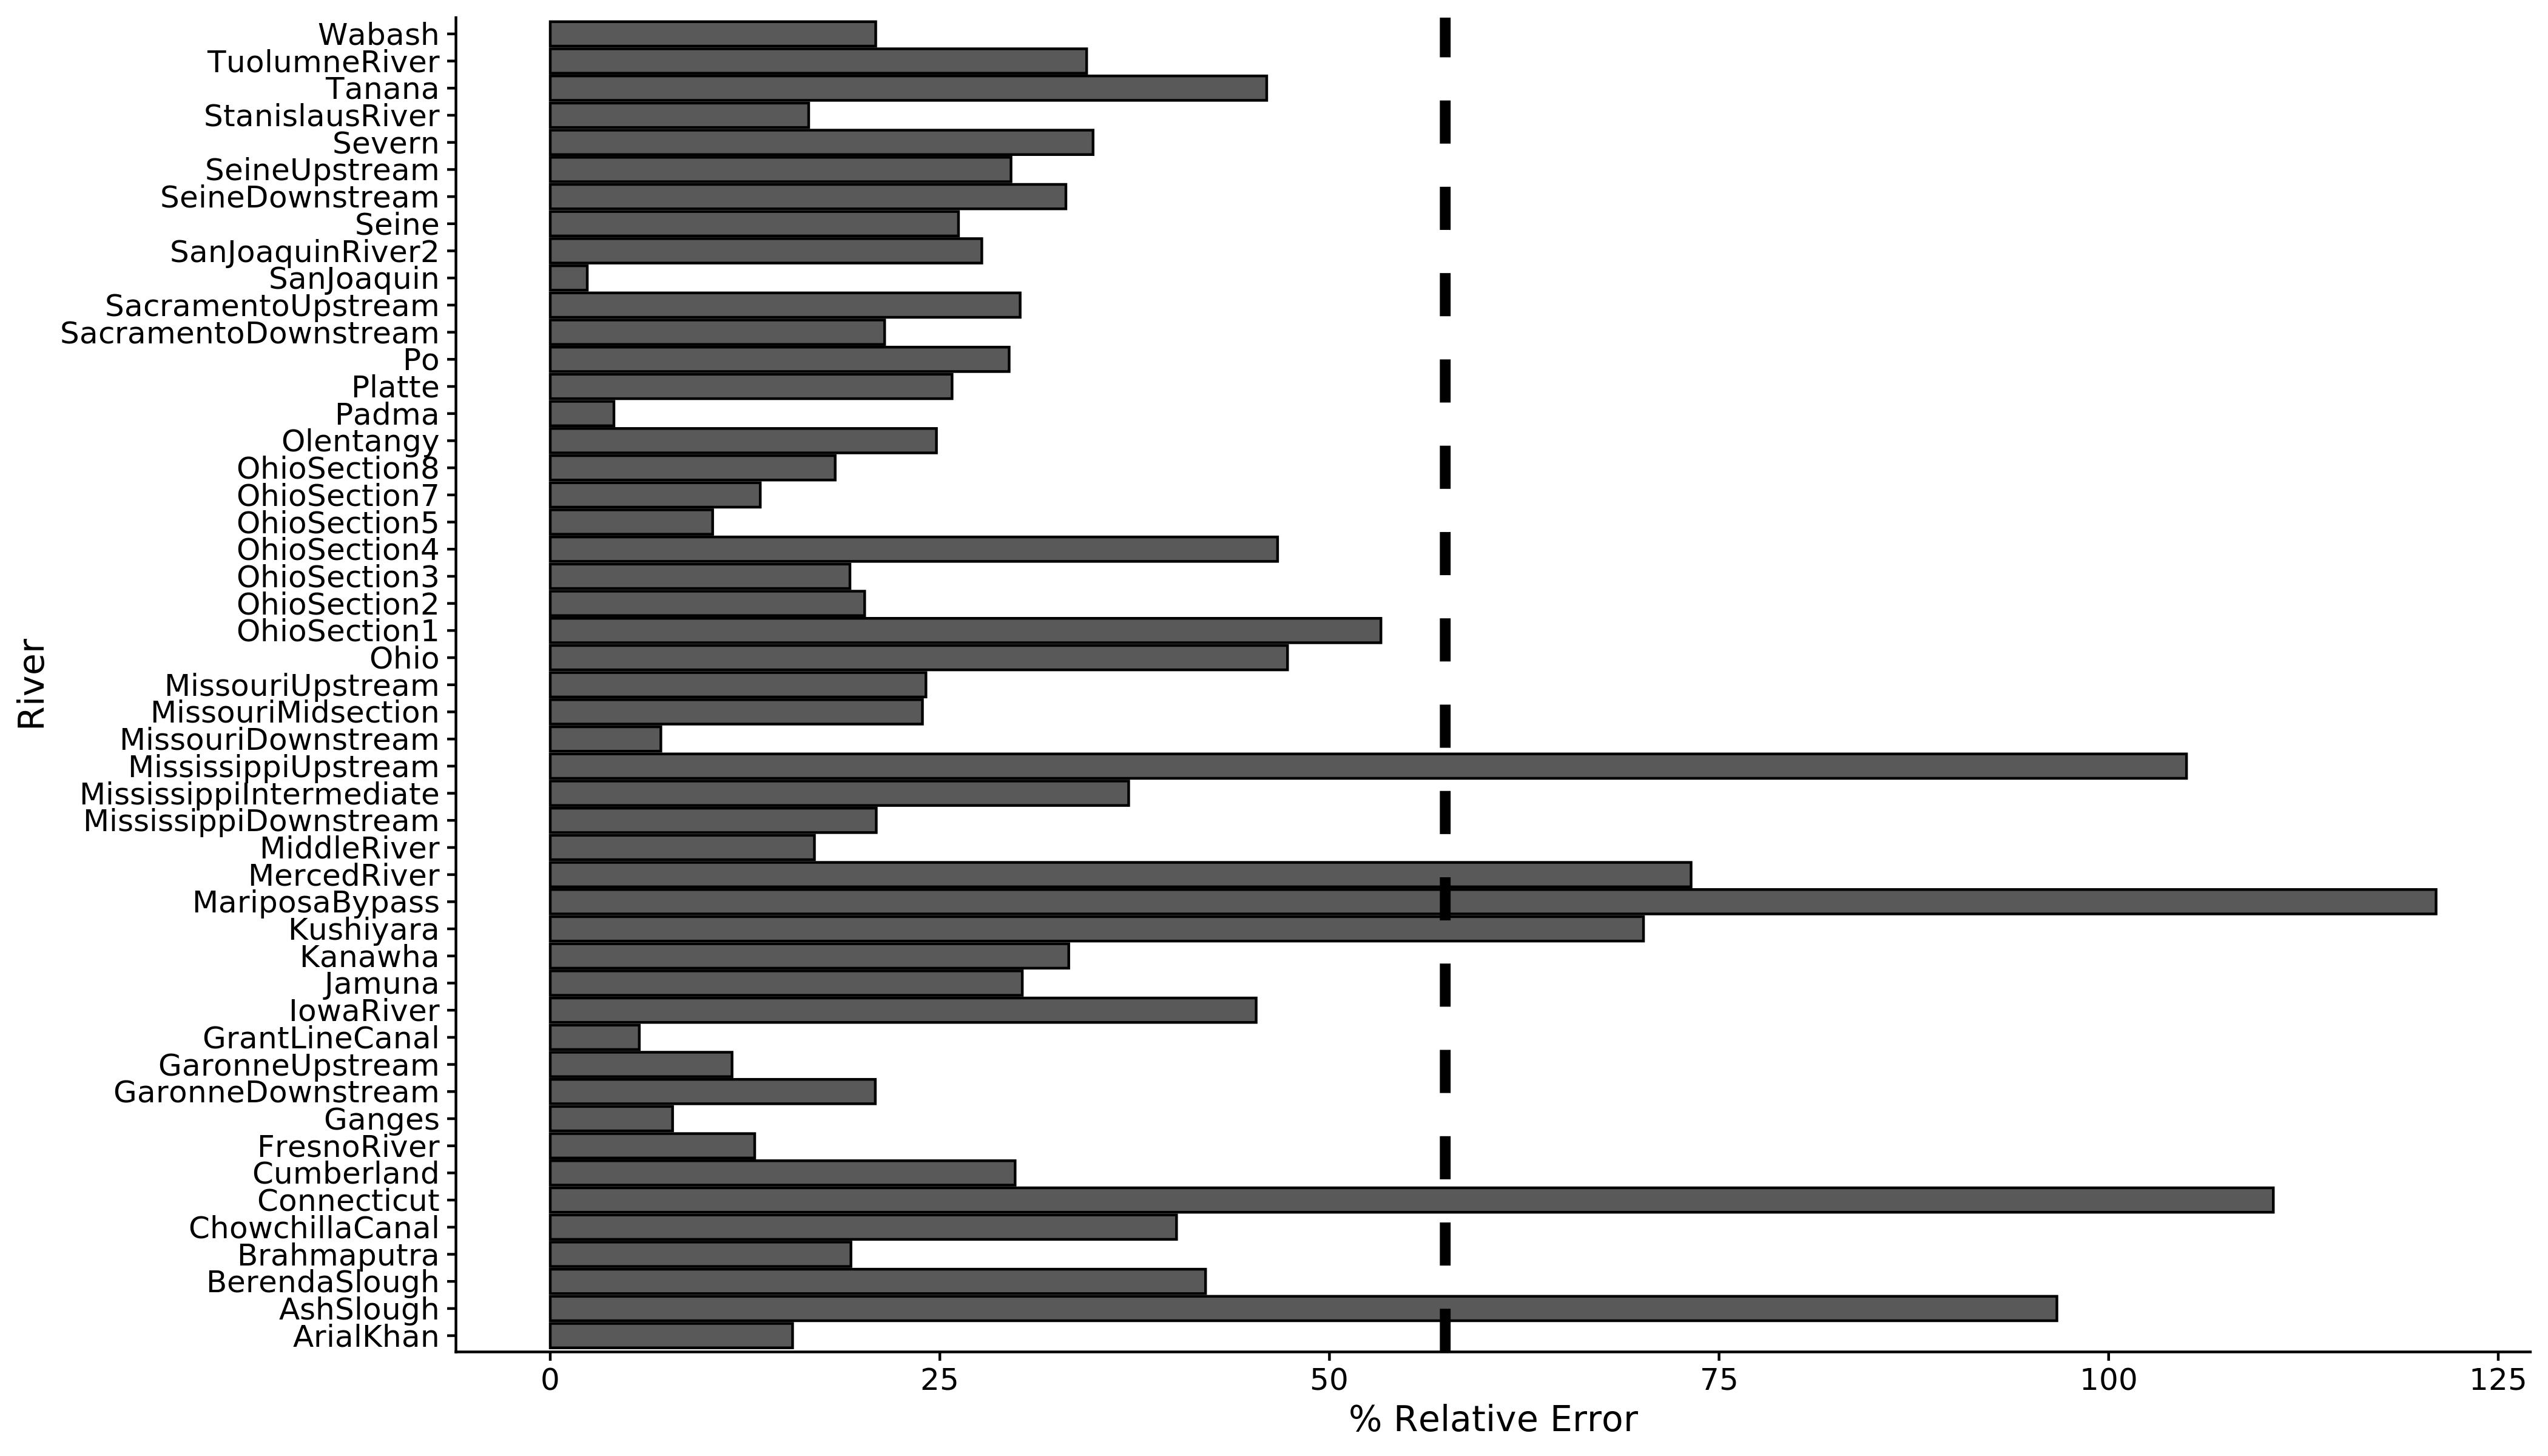 Wabash
TuolumneRiver
Tanana
StanislausRiver
Severn
SeineUpstream
SeineDownstream
Seine
SanJoaquinRiver2
SanJoaquin
SacramentoUpstream
SacramentoDownstream
Po
Platte
Padma
Olentangy
OhioSection8
OhioSection7
OhioSection5
OhioSection4
OhioSection3
OhioSection2
OhioSection1
Ohio
MissouriUpstream
MissouriMidsection
MissouriDownstream
MississippiUpstream
MississippiIntermediate
MississippiDownstream
MiddleRiver
MercedRiver
MariposaBypass
Kushiyara
Kanawha
Jamuna
IowaRiver
GrantLineCanal
GaronneUpstream
GaronneDownstream
Ganges
FresnoRiver
Cumberland
Connecticut
ChowchillaCanal
Brahmaputra
BerendaSlough
AshSlough
ArialKhan
River
0 25 50 75 100 125
% Relative Error